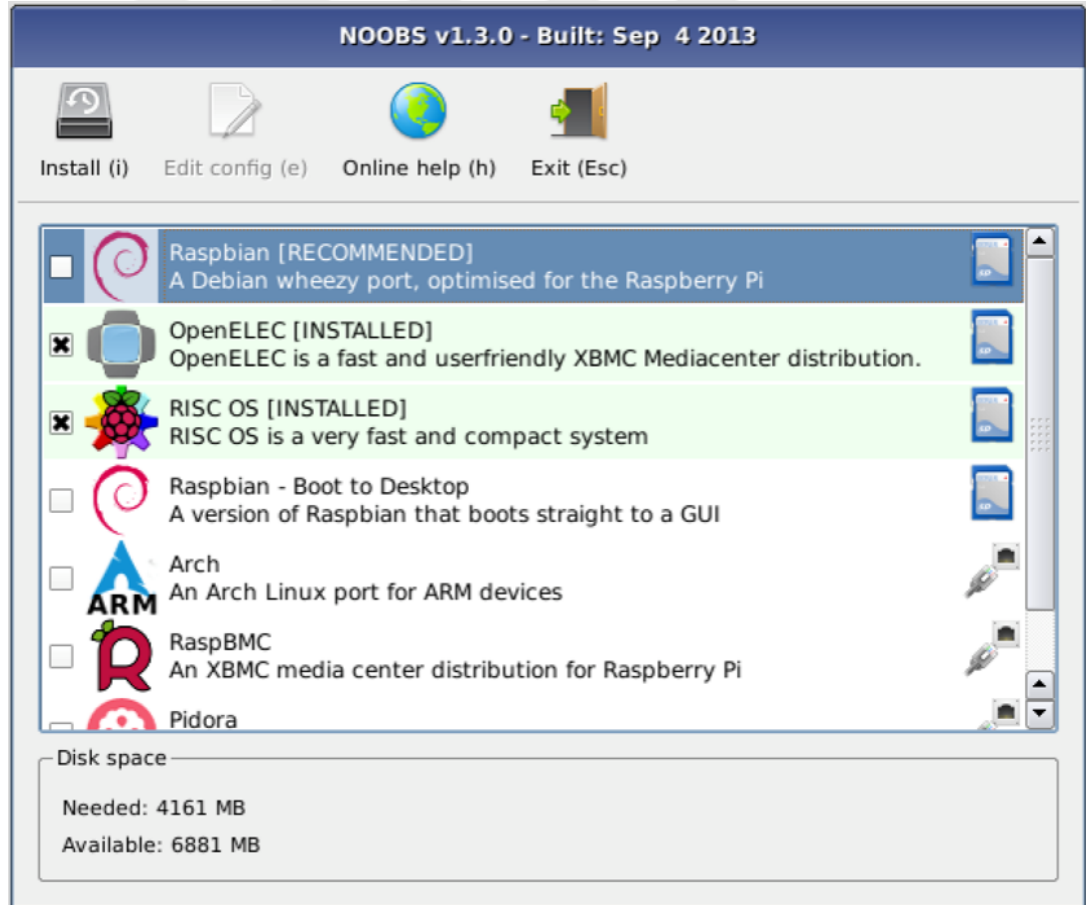 NOOBS v1.3.0 - Built: Sep  4 2013
Install (i)
Edit config (e)
Online help (h)
Exit (Esc)
Raspbian [RECOMMENDED]
A Debian wheezy port, optimised for the Raspberry Pi
OpenELEC [INSTALLED]
OpenELEC is a fast and userfriendly XBMC Mediacenter distribution.
RISC OS [INSTALLED]
RISC OS is a very fast and compact system
Raspbian - Boot to Desktop
A version of Raspbian that boots straight to a GUI
ARM
Arch
An Arch Linux port for ARM devices
RaspBMC
An XBMC media center distribution for Raspberry Pi
Pidora
Disk space
Needed: 4161 MB
Available: 6881 MB